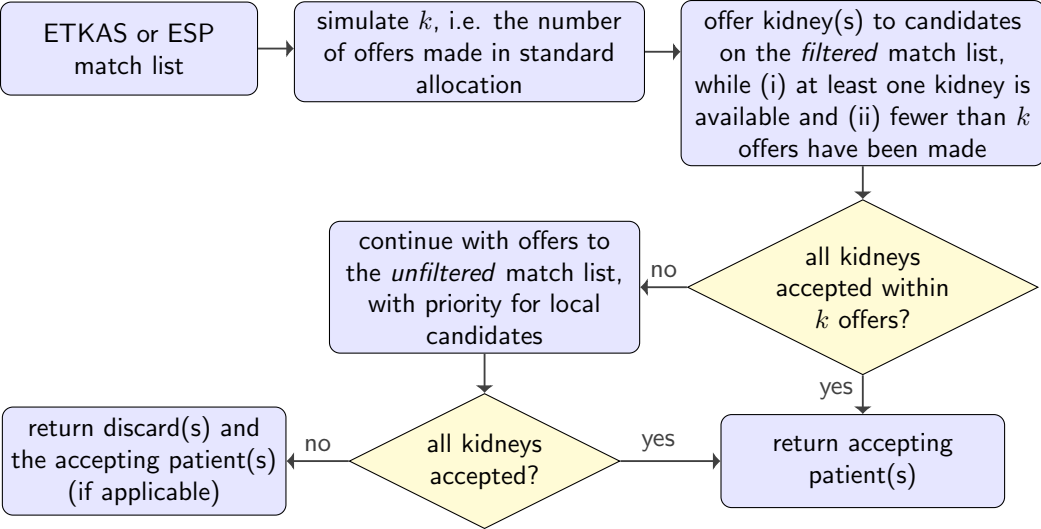 ETKAS or ESP
match list
simulate k, i.e. the number
of offers made in standard
allocation
offer kidney(s) to candidates
on the filtered match list,
while (i) at least one kidney is
available and (ii) fewer than k
offers have been made
all kidneys
accepted within
k offers?
no
continue with offers to
the unfiltered match list,
with priority for local
candidates
yes
all kidneys
accepted?
no
return discard(s) and
the accepting patient(s)
(if applicable)
yes
return accepting
patient(s)